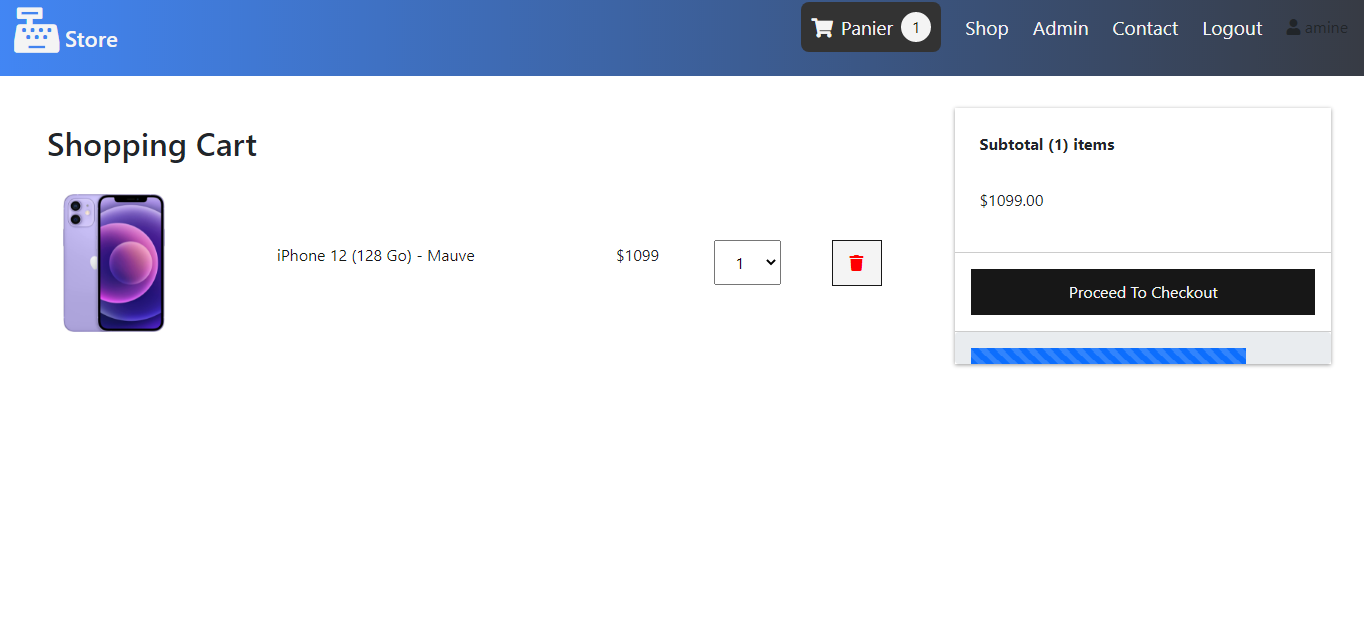 Store
Panier 1
Shop
Admin
Contact
Logout
amine
Shopping Cart
iPhone 12 (128 Go) - Mauve
$1099
1
Subtotal (1) items
$1099.00
Proceed To Checkout